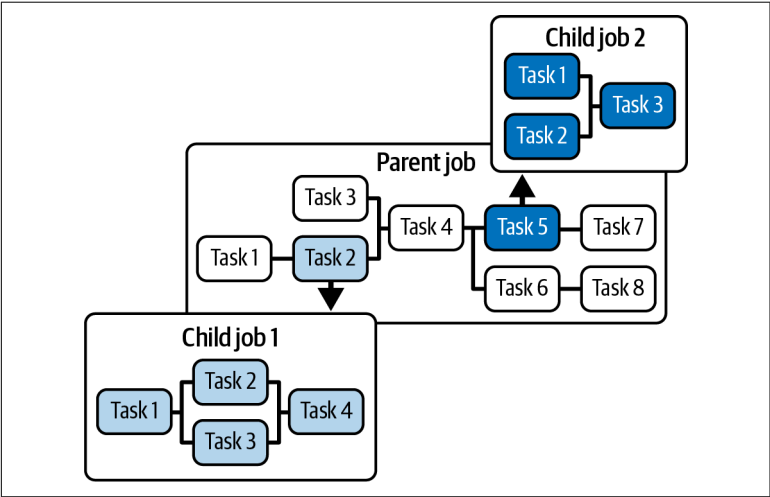 Child job 2
Task 1
Task 3
Task 2
Parent job
Task 3
Task 4
Task 5
Task 7
Task 1
Task 2
Task 6
Task 8
Child job 1
Task 2
Task 1
Task 4
Task 3